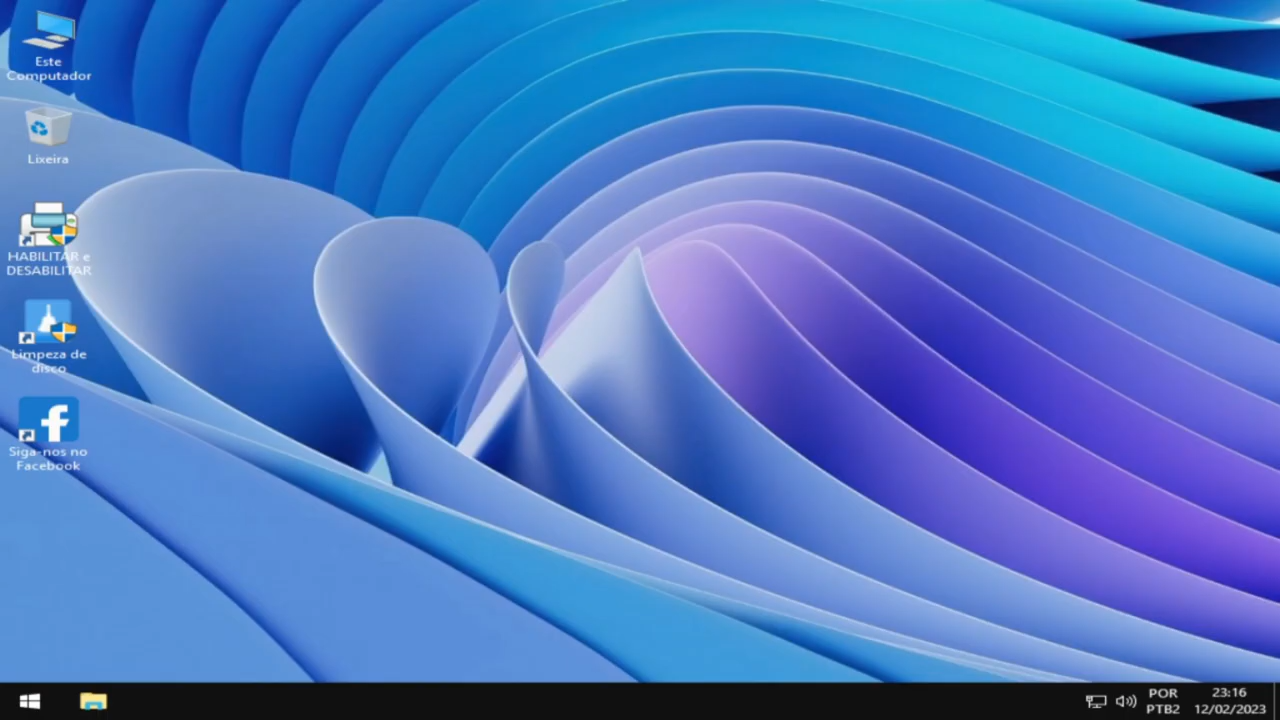 Este
Computador
Lixeira
HABILITAR e
DESABILITAR
Limpeza de
disco
Siga-nos no
Facebook
POR
PTB2
23:16
12/02/2023